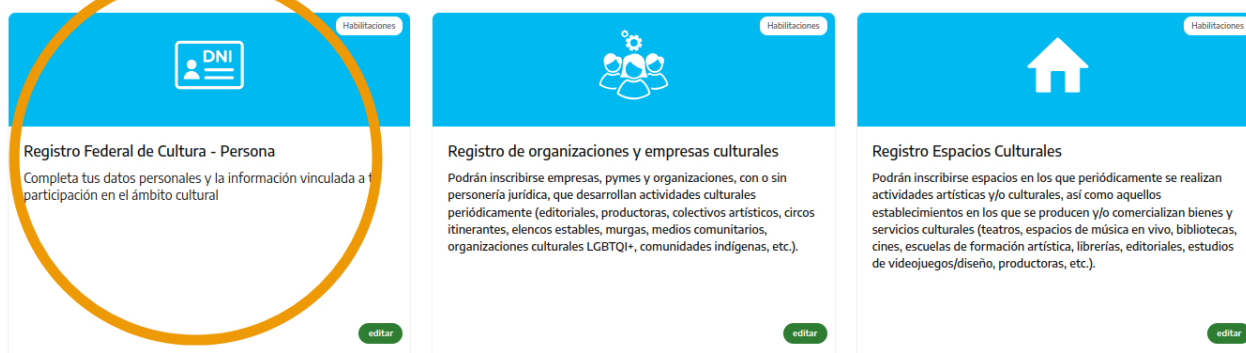 Habilitaciones
DNI
Registro Federal de Cultura - Persona
Completa tus datos personales y la información vinculada a
participación en el ámbito cultural
editar
Habilitaciones
Registro de organizaciones y empresas culturales
Podrán inscribirse empresas, pymes y organizaciones, con o sin
personería jurídica, que desarrollan actividades culturales
periódicamente (editoriales, productoras, colectivos artísticos, circos
itinerantes, elencos estables, murgas, medios comunitarios,
organizaciones culturales LGBTQI+, comunidades indígenas, etc.).
editar
Habilitaciones
Registro Espacios Culturales
Podrán inscribirse espacios en los que periódicamente se realizan
actividades artísticas y/o culturales, así como aquellos
establecimientos en los que se producen y/o comercializan bienes y
servicios culturales (teatros, espacios de música en vivo, bibliotecas,
cines, escuelas de formación artística, librerías, editoriales, estudios
de videojuegos/diseño, productoras, etc.).
editar